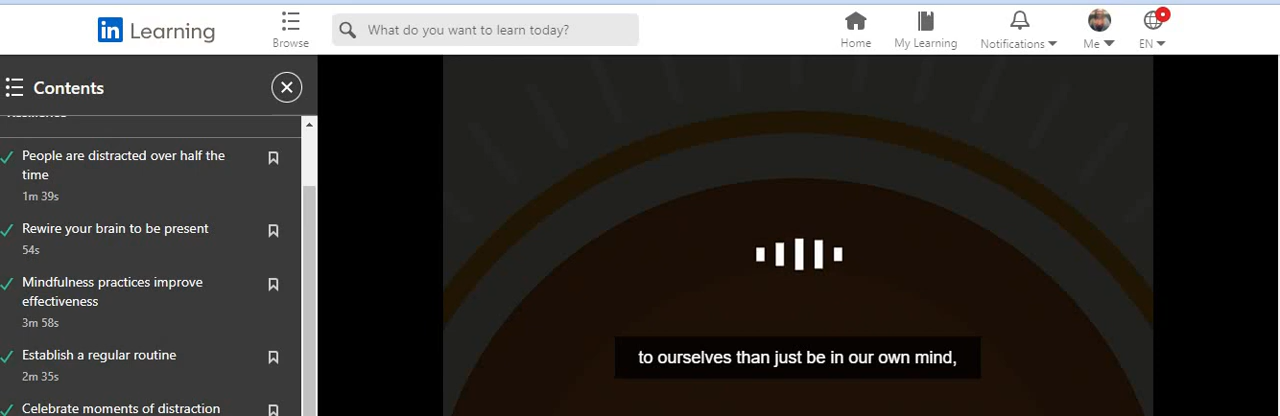 in Learning
Browse
What do you want to learn today?
Home
My Learning
Notifications
Me
EN
Contents
People are distracted over half the
time
1m 39s
Rewire your brain to be present
54s
Mindfulness practices improve
effectiveness
3m 58s
Establish a regular routine
2m 35s
Celebrate moments of distraction
to ourselves than just be in our own mind,